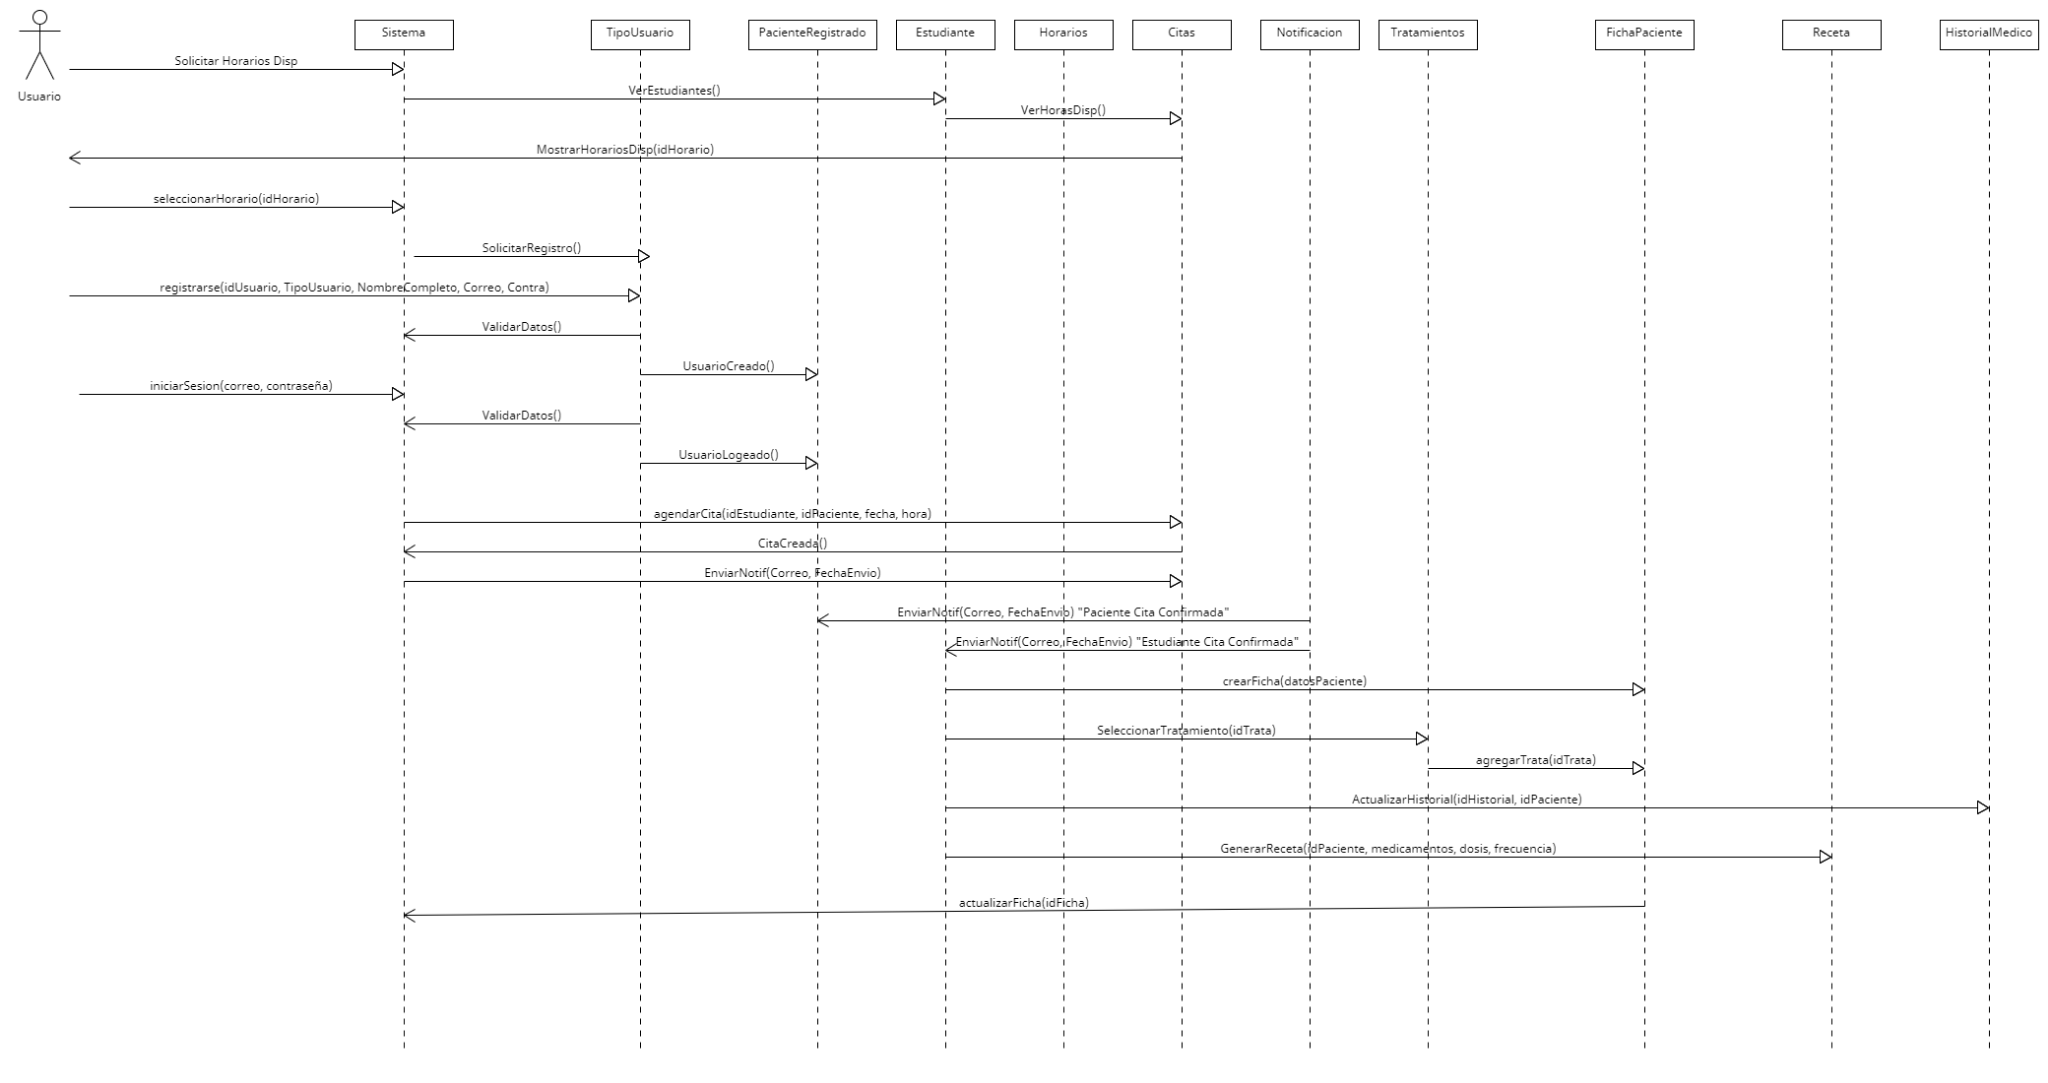 Sistema
TipoUsuario
PacienteRegistrado
Estudiante
Horarios
Citas
Notificacion
Tratamientos
FichaPaciente
Receta
HistorialMedico
Usuario
Solicitar Horarios Disp
VerEstudiantes()
VerHorasDisp()
MostrarHorariosDisp(idHorario)
seleccionarHorario(idHorario)
SolicitarRegistro()
registrarse(idUsuario, TipoUsuario, NombreCompleto, Correo, Contra)
ValidarDatos()
UsuarioCreado()
iniciarSesion(correo, contraseña)
ValidarDatos()
UsuarioLogeado()
agendarCita(idEstudiante, idPaciente, fecha, hora)
CitaCreada()
EnviarNotif(Correo, FechaEnvio)
EnviarNotif(Correo, FechaEnvio) "Paciente Cita Confirmada"
EnviarNotif(Correo, FechaEnvio) "Estudiante Cita Confirmada"
crearFicha(datosPaciente)
SeleccionarTratamiento(idTrata)
agregarTrata(idTrata)
ActualizarHistorial(idHistorial, idPaciente)
GenerarReceta(idPaciente, medicamentos, dosis, frecuencia)
actualizarFicha(idFicha)